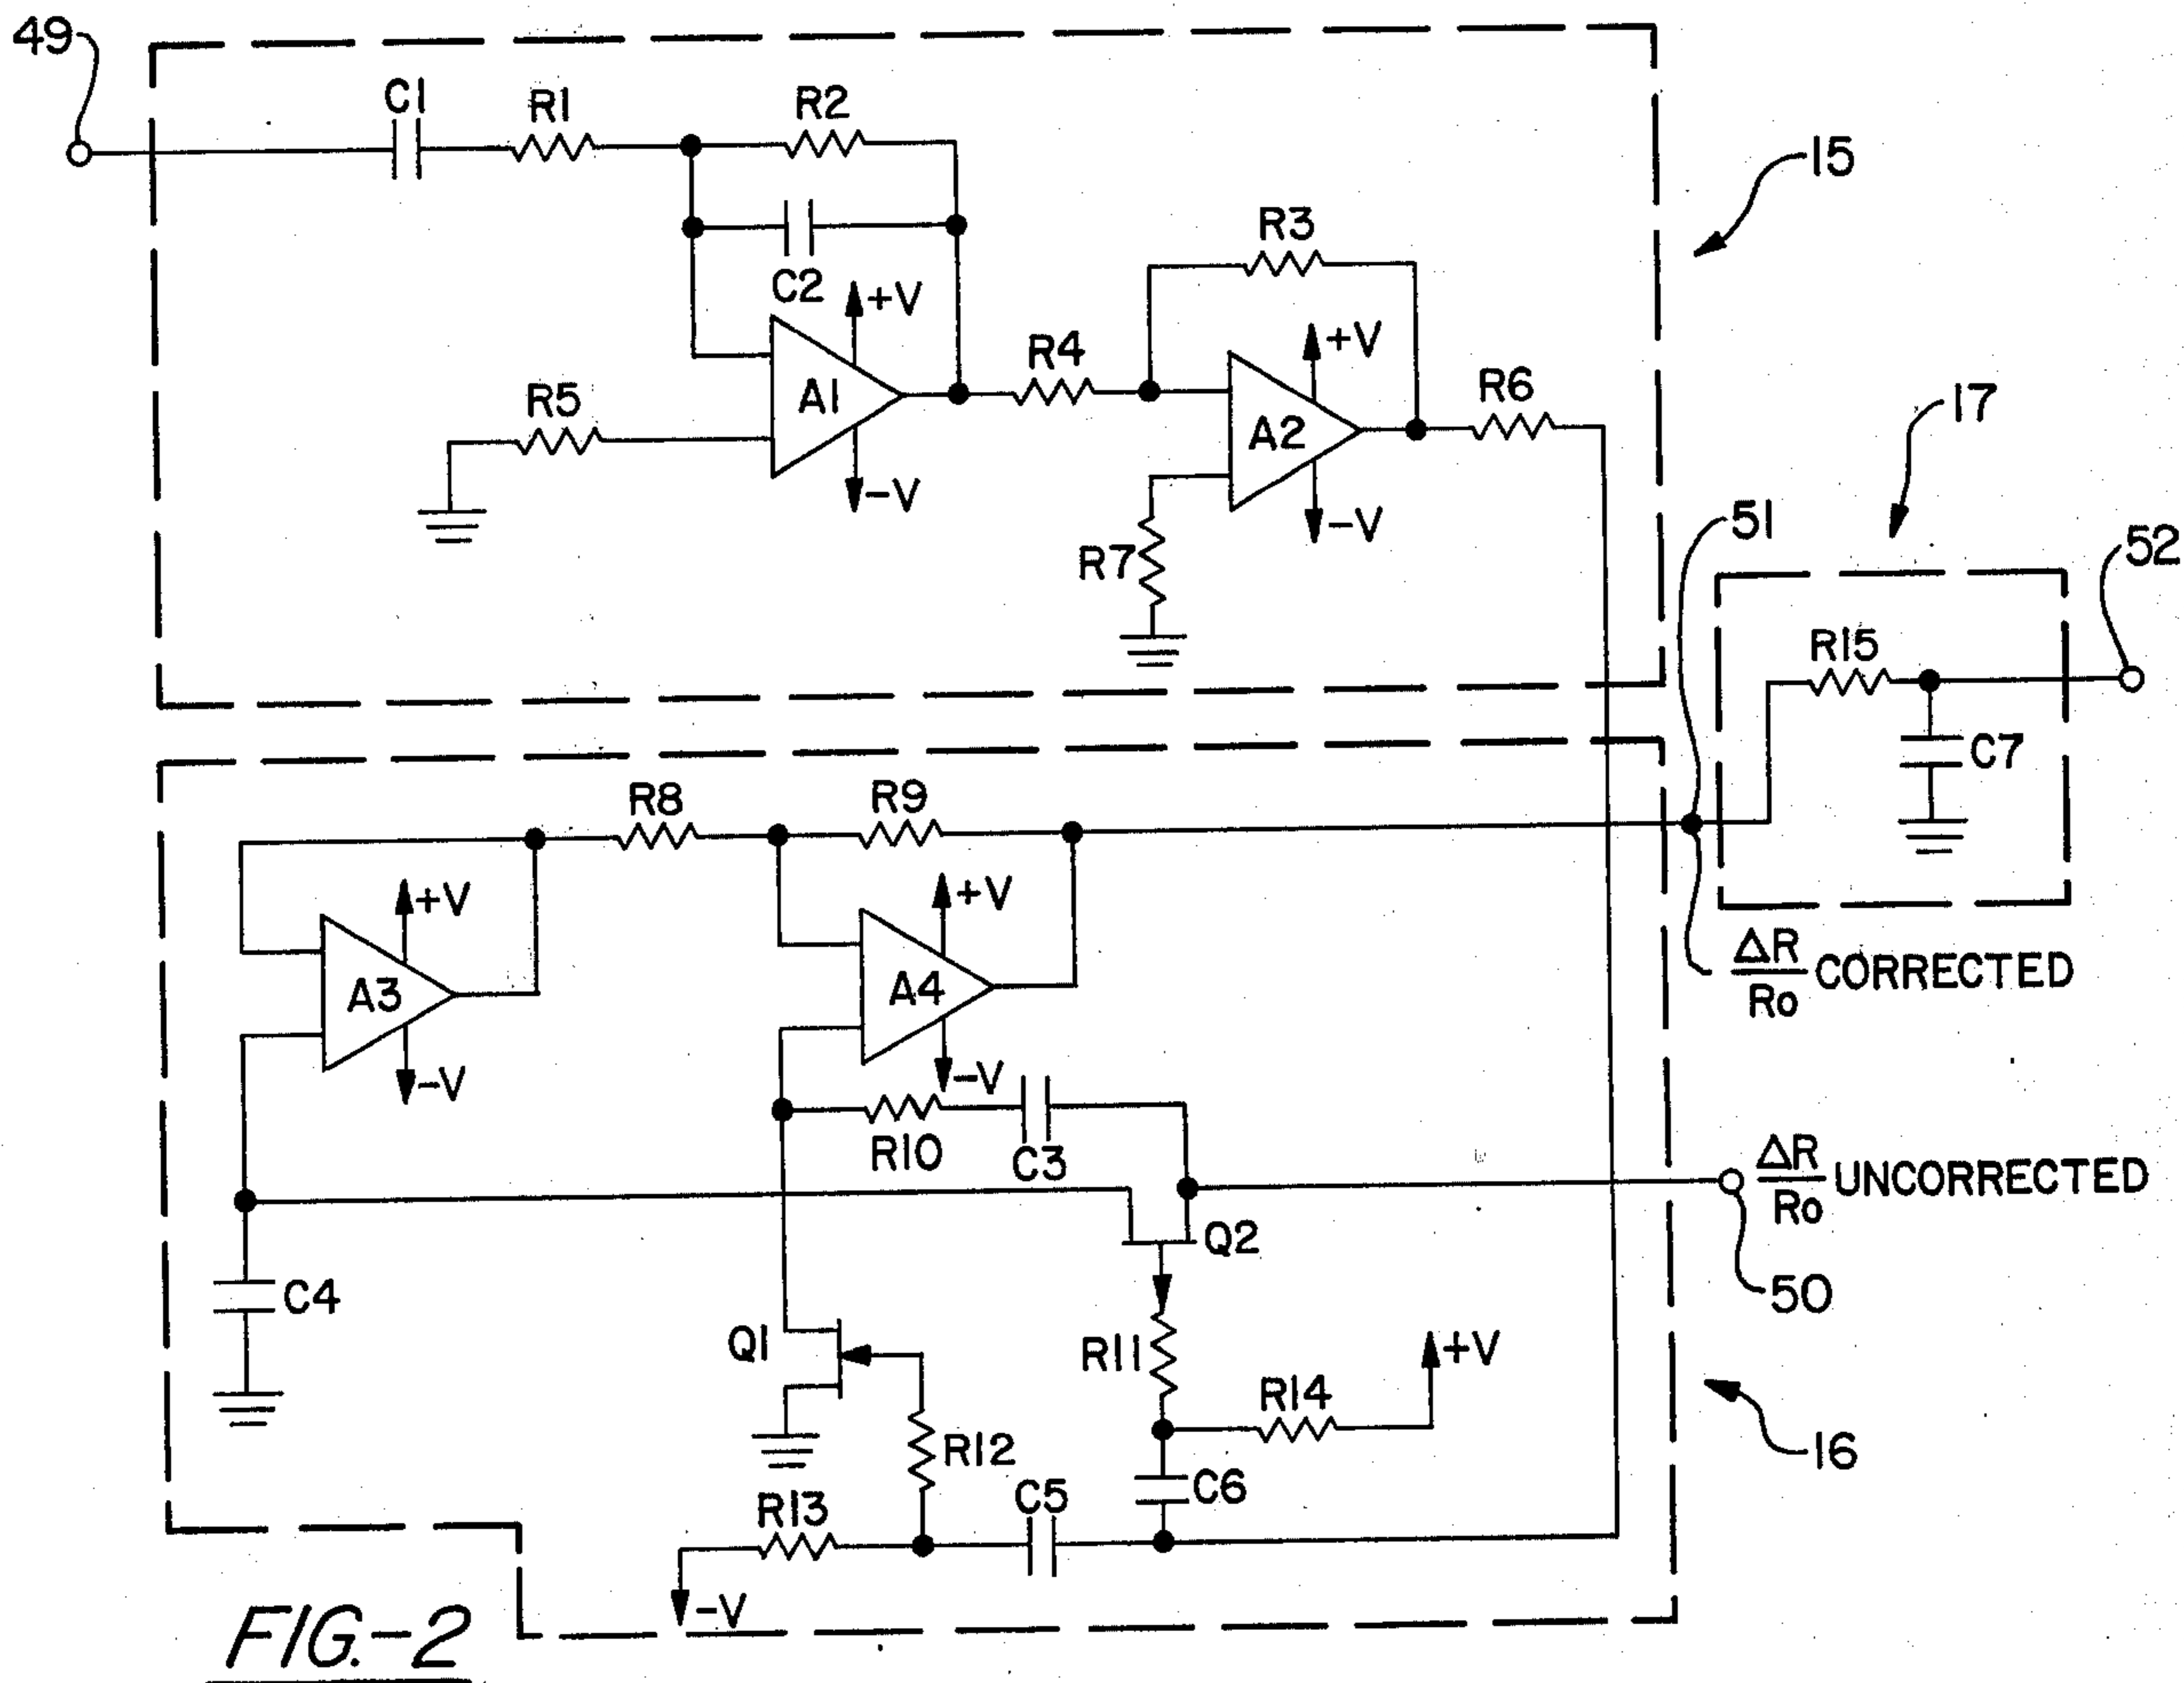 49
C1
R1
R2
15
C2
R3
+V
A1
R4
+V
R5
-V
A2
R6
17
-V
R7
51
52
R15
C7
R8
R9
+V
+V
A3
A4
ΔR/Ro CORRECTED
-V
-V
R10
C3
ΔR/Ro UNCORRECTED
Q2
50
C4
Q1
R11
+V
R14
R12
16
C6
C5
R13
-V
FIG.-2